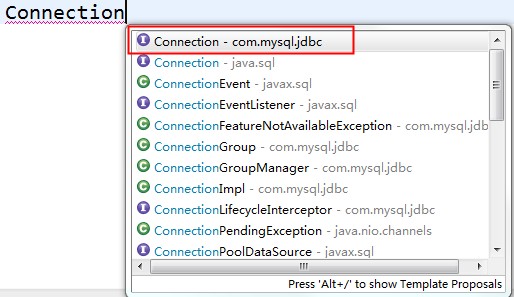 Connection
Connection - com.mysql.jdbc
Connection - java.sql
ConnectionEvent - javax.sql
ConnectionEventListener - javax.sql
ConnectionFeatureNotAvailableException - com.mysql.jdb
ConnectionGroup - com.mysql.jdbc
ConnectionGroupManager - com.mysql.jdbc
ConnectionImpl - com.mysql.jdbc
ConnectionLifecycleInterceptor - com.mysql.jdbc
ConnectionPendingException - java.nio.channels
ConnectionPoolDataSource - javax.sql
Press 'Alt+/' to show Template Proposals